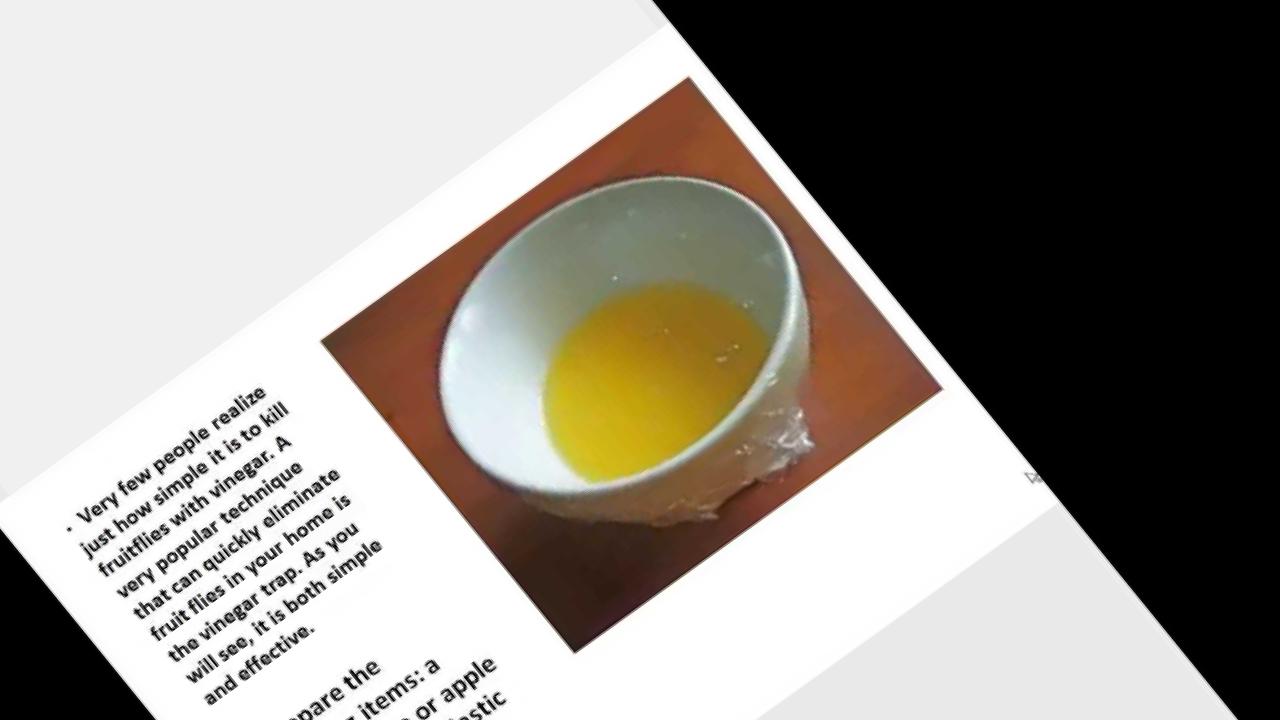 · Very few people realize
just how simple it is to kill
fruitflies with vinegar. A
very popular technique
that can quickly eliminate
fruit flies in your home is
the vinegar trap. As you
will see, it is both simple
and effective.
the
items: a
or apple